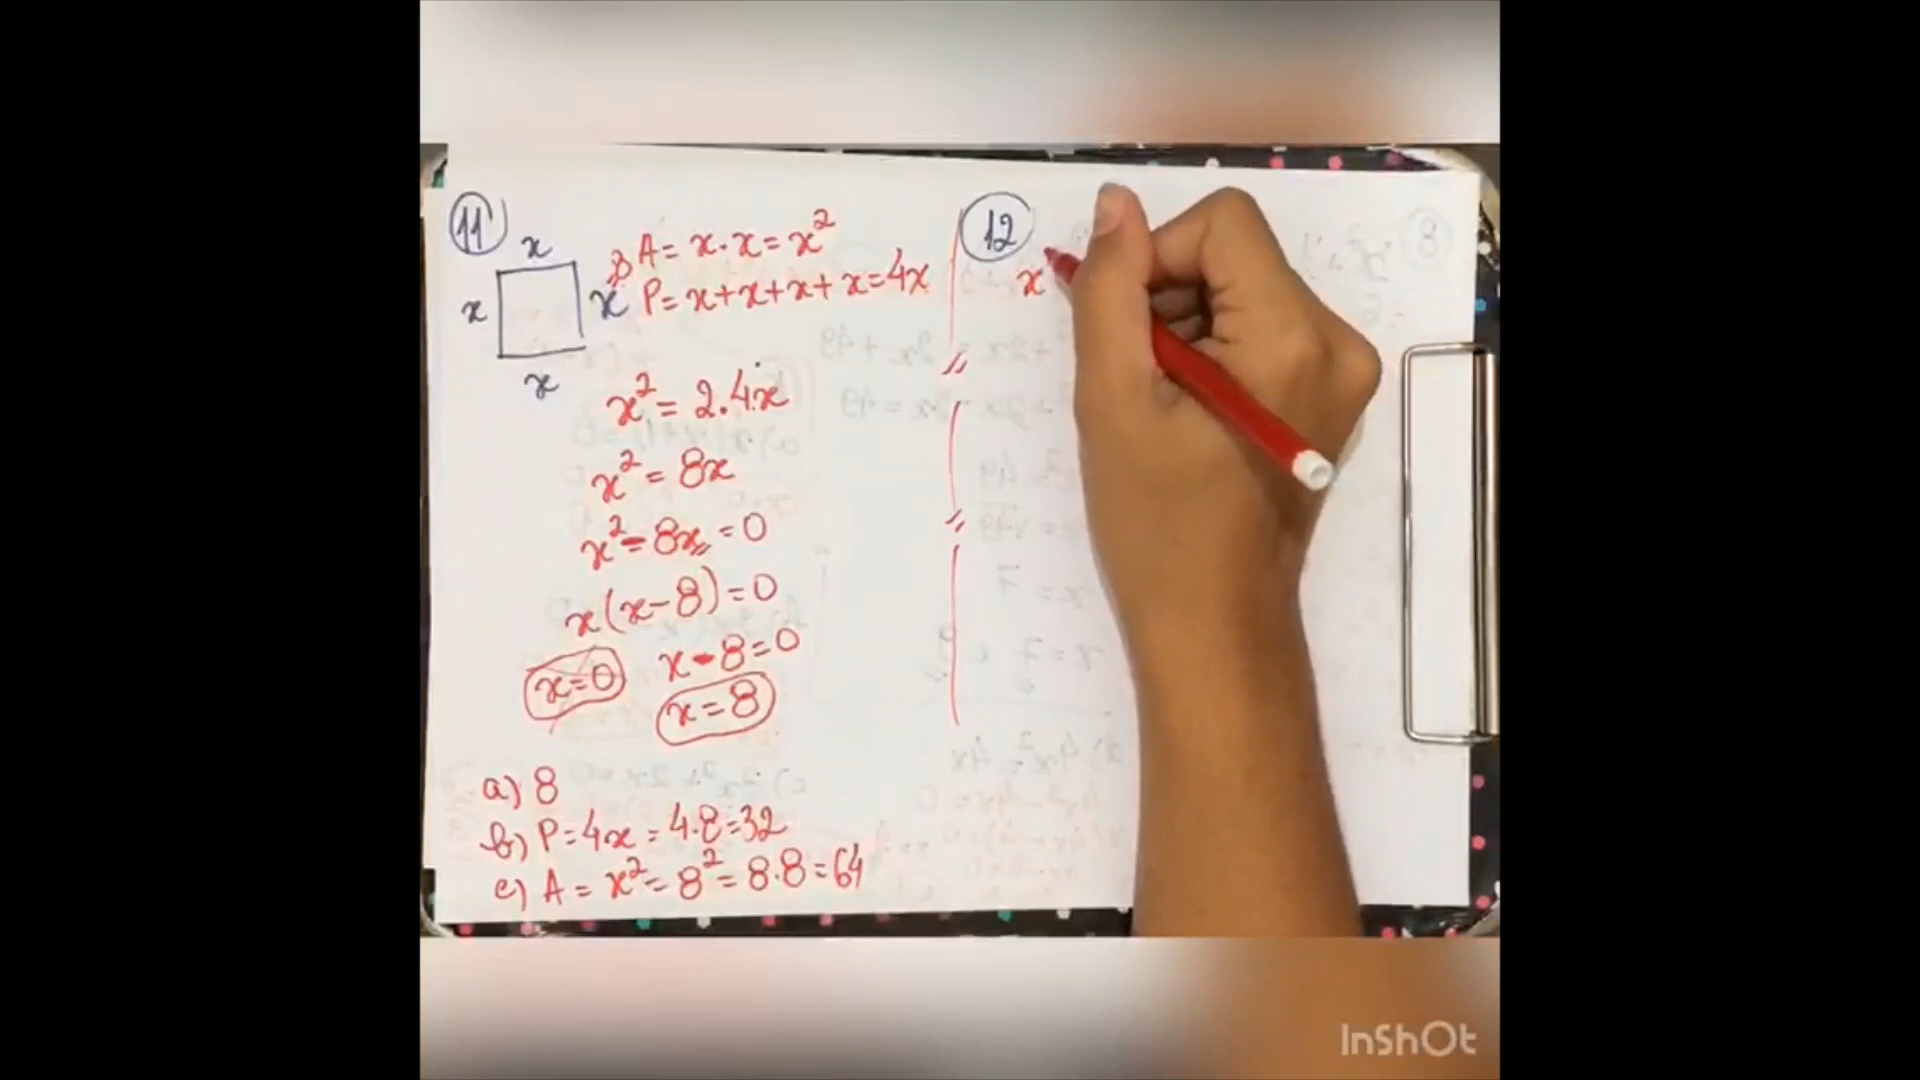 11
x
x
x
x
8
A = x . x = x²
P = x + x + x + x = 4x
x² = 2.4x
x² = 8x
x² - 8x = 0
x(x - 8) = 0
x = 0
x - 8 = 0
x = 8
a) 8
b) P = 4x = 4.8 = 32
c) A = x² = 8² = 8.8 = 64
12
x
InShOt